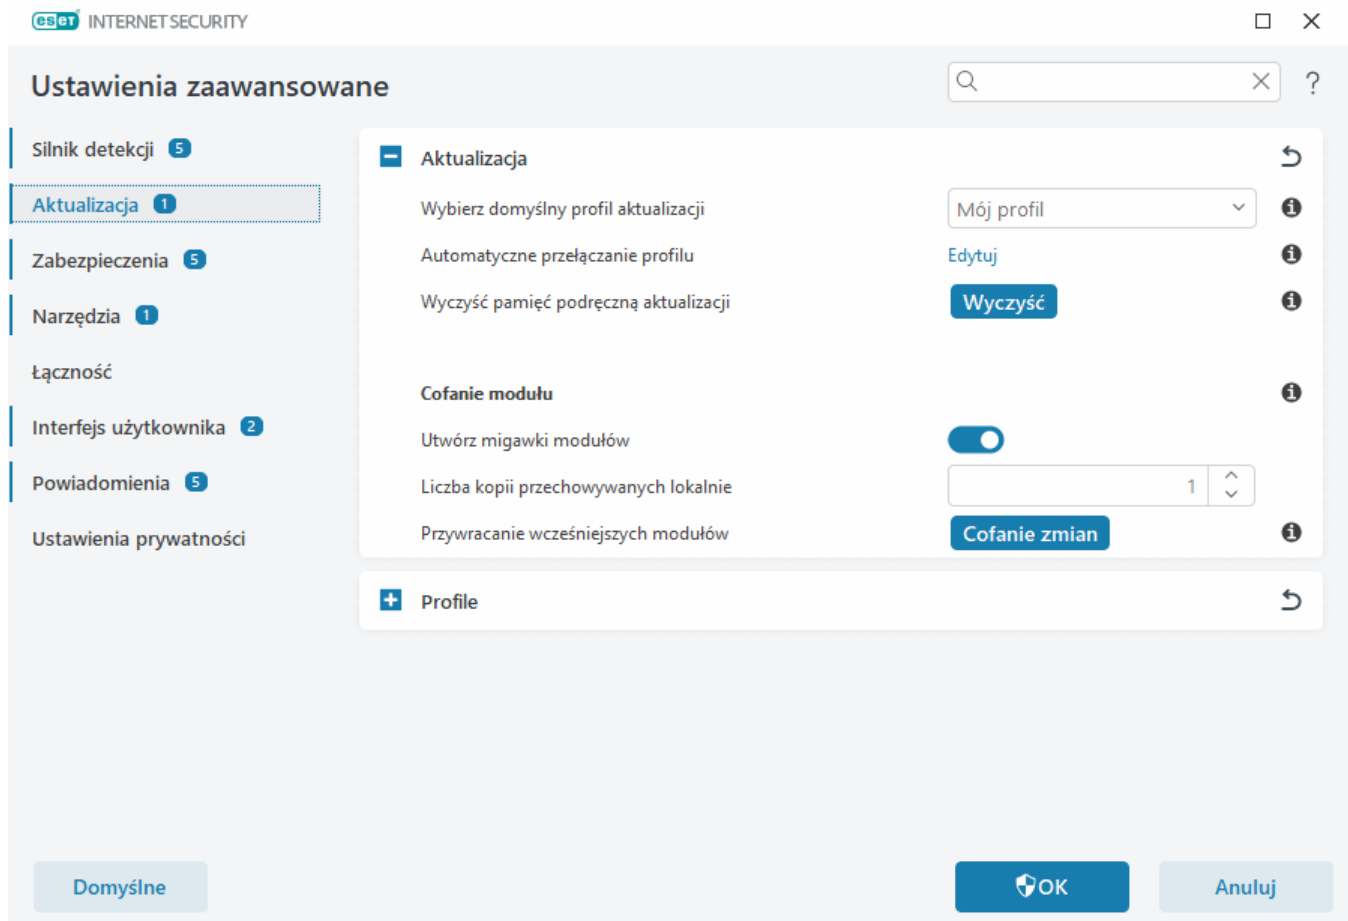 eset INTERNET SECURITY
Ustawienia zaawansowane
?
Silnik detekcji 5
Aktualizacja 1
Zabezpieczenia 5
Narzędzia 1
Łączność
Interfejs użytkownika 2
Powiadomienia 5
Ustawienia prywatności
Aktualizacja
Wybierz domyślny profil aktualizacji Mój profil
Automatyczne przełączanie profilu Edytuj
Wyczyść pamięć podręczną aktualizacji Wyczyść
Cofanie modułu
Utwórz migawki modułów
Liczba kopii przechowywanych lokalnie 1
Przywracanie wcześniejszych modułów Cofanie zmian
Profile
Domyślne OK Anuluj